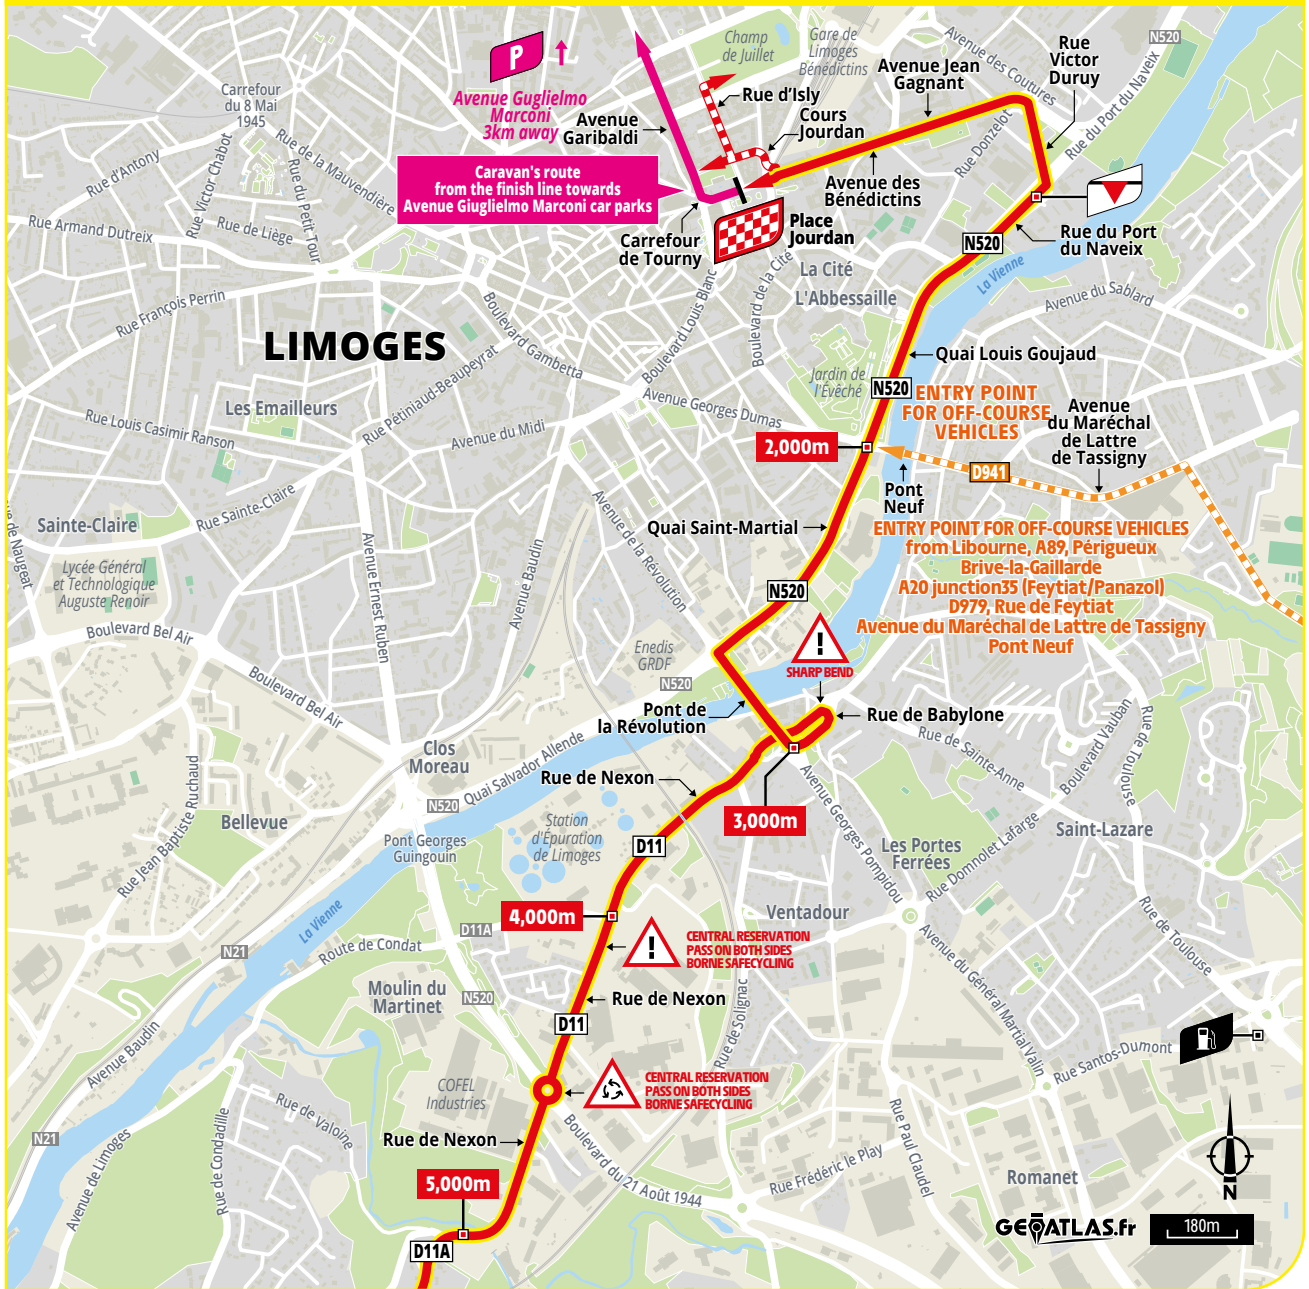 P
Avenue Guglielmo
Marconi
3km away
Avenue
Garibaldi
Champ
de Juillet
Gare de
Limoges
Bénédictins
Avenue Jean
Gagnant
Avenue des Coutures
Rue
Victor
Duruy
N520
Rue du Port du Naveix
Carrefour
du 8 Mai
1945
Rue de la Mauvendière
Rue d'Antony
Rue Victor Chabot
Rue du Petit Tour
Rue de Liège
Rue Armand Dutreix
Rue François Perrin
Rue d'Isly
Cours
Jourdan
Rue Donzelot
Avenue des
Bénédictins
Caravan's route
from the finish line towards
Avenue Giuglielmo Marconi car parks
Carrefour
de Tourny
Place
Jourdan
Rue du Port
du Naveix
N520
La Vienne
La Cité
L'Abbessaille
Avenue du Sablard
Boulevard de la Cité
Boulevard Louis Blanc
Boulevard Gambetta
LIMOGES
Quai Louis Goujaud
Jardin de
l'Évêché
N520
ENTRY POINT
FOR OFF-COURSE
VEHICLES
Avenue
du Maréchal
de Lattre
de Tassigny
Les Emailleurs
Rue Pétiniaud-Beaupeyrat
Rue Louis Casimir Ranson
Avenue du Midi
Avenue Georges Dumas
2,000m
D941
Pont
Neuf
Rue Sainte-Claire
Sainte-Claire
Rue de Naugeat
Lycée Général
et Technologique
Auguste Renoir
Avenue de la Révolution
Quai Saint-Martial
ENTRY POINT FOR OFF-COURSE VEHICLES
from Libourne, A89, Périgueux
Brive-la-Gaillarde
A20 junction35 (Feytiat/Panazol)
D979, Rue de Feytiat
Avenue du Maréchal de Lattre de Tassigny
Pont Neuf
N520
Avenue Ernest Ruben
Avenue Baudin
Boulevard Bel Air
Boulevard Bel Air
Enedis
GRDF
N520
!
SHARP BEND
Pont de
la Révolution
Rue de Babylone
Rue de Sainte-Anne
Boulevard Vauban
Rue de Toulouse
Clos
Moreau
Quai Salvador Allende
N520
Rue de Nexon
3,000m
Avenue Georges Pompidou
Saint-Lazare
Rue Jean Baptiste Ruchaud
Bellevue
Pont Georges
Guingouin
Station
d'Épuration
de Limoges
D11
Les Portes
Ferrées
Rue Domnolet Lafarge
4,000m
Ventadour
La Vienne
N21
Route de Condat
D11A
!
CENTRAL RESERVATION
PASS ON BOTH SIDES
BORNE SAFECYCLING
Rue de Toulouse
Avenue du Général Martial Valin
Moulin du
Martinet
N520
Rue de Nexon
D11
Rue de Solignac
Avenue Baudin
Rue Santos-Dumont
COFEL
Industries
CENTRAL RESERVATION
PASS ON BOTH SIDES
BORNE SAFECYCLING
Rue de Valoine
Rue de Condadille
Avenue de Limoges
N21
Rue de Nexon
Boulevard du 21 Août 1944
Rue Paul Claudel
Rue Frédéric le Play
Romanet
5,000m
D11A
N
GEOATLAS.fr
180m